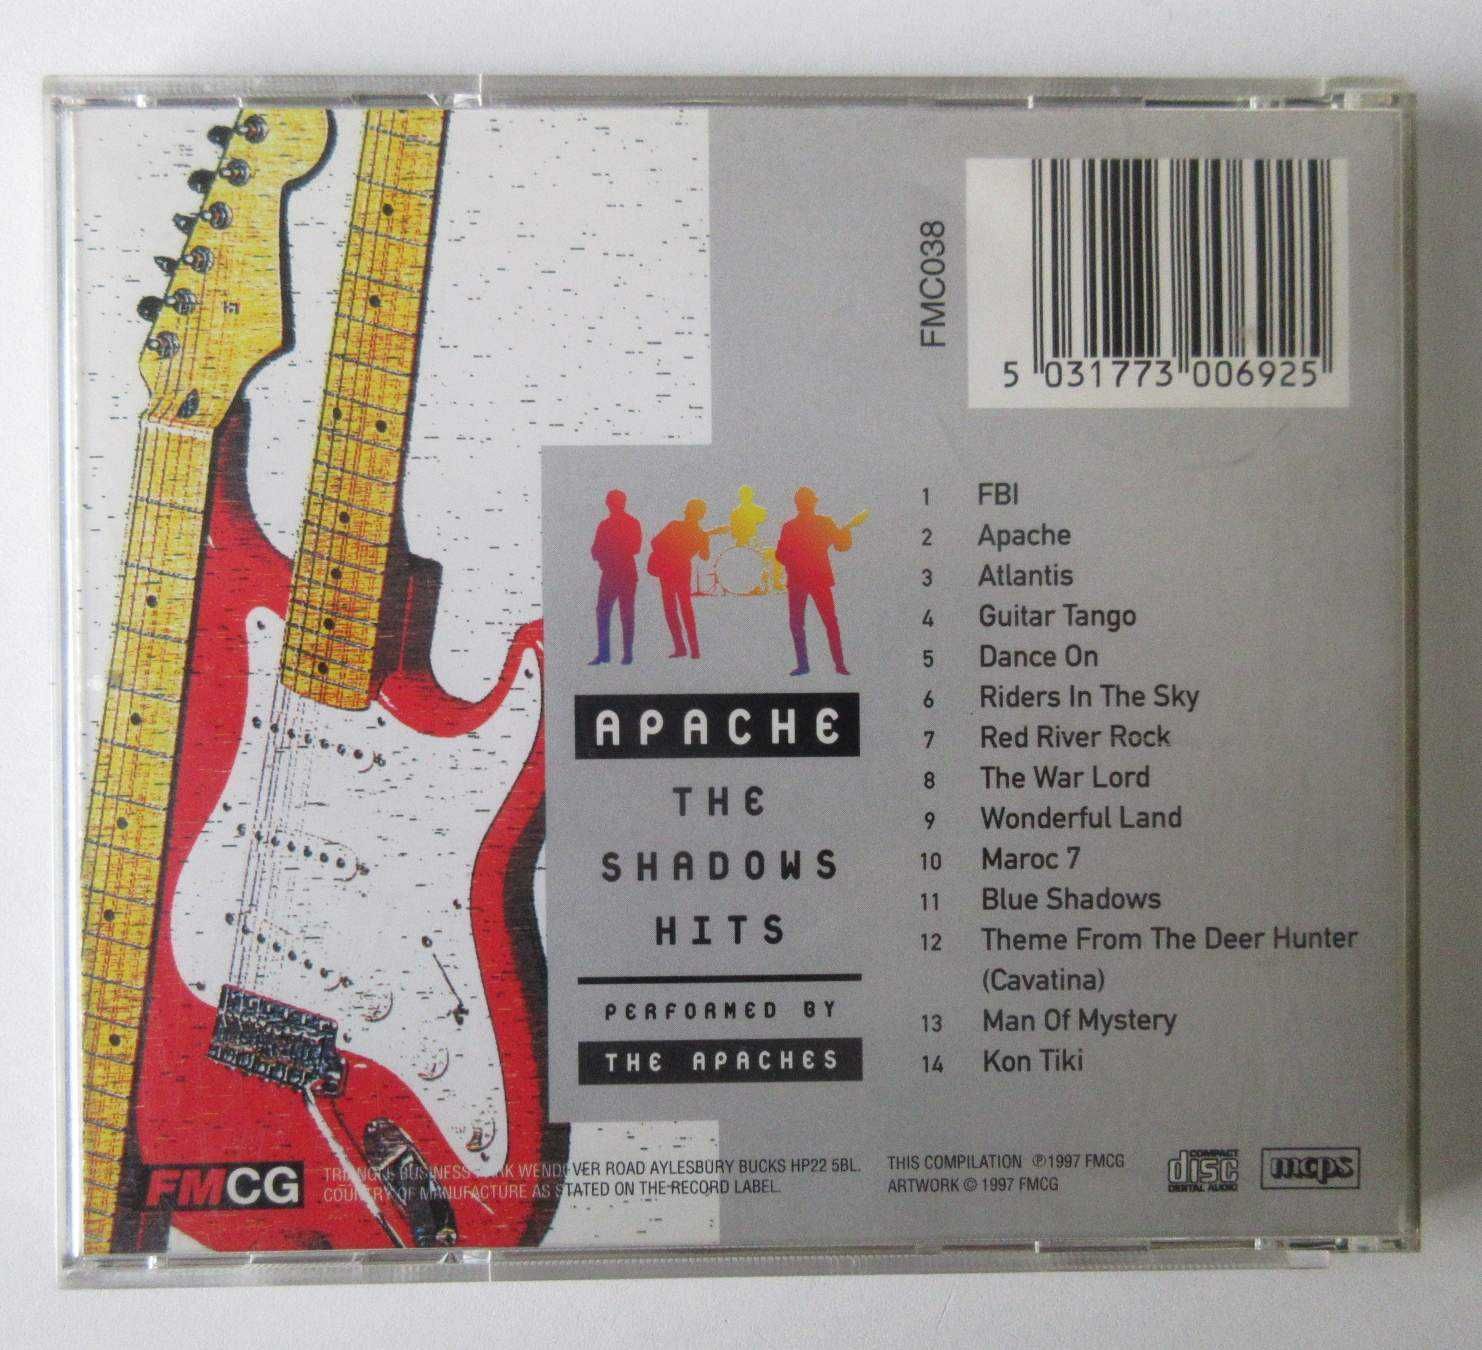 FMC038
5 031773 006925
1 FBI
2 Apache
3 Atlantis
4 Guitar Tango
5 Dance On
6 Riders In The Sky
7 Red River Rock
8 The War Lord
9 Wonderful Land
10 Maroc 7
11 Blue Shadows
12 Theme From The Deer Hunter
(Cavatina)
13 Man Of Mystery
14 Kon Tiki
APACHE
THE
SHADOWS
HITS
PERFORMED BY
THE APACHES
FMCG
TRIANGLE BUSINESS PARK WENDOVER ROAD AYLESBURY BUCKS HP22 5BL.
COUNTRY OF MANUFACTURE AS STATED ON THE RECORD LABEL.
THIS COMPILATION ℗1997 FMCG
ARTWORK © 1997 FMCG
COMPACT
disc
DIGITAL AUDIO
mcps